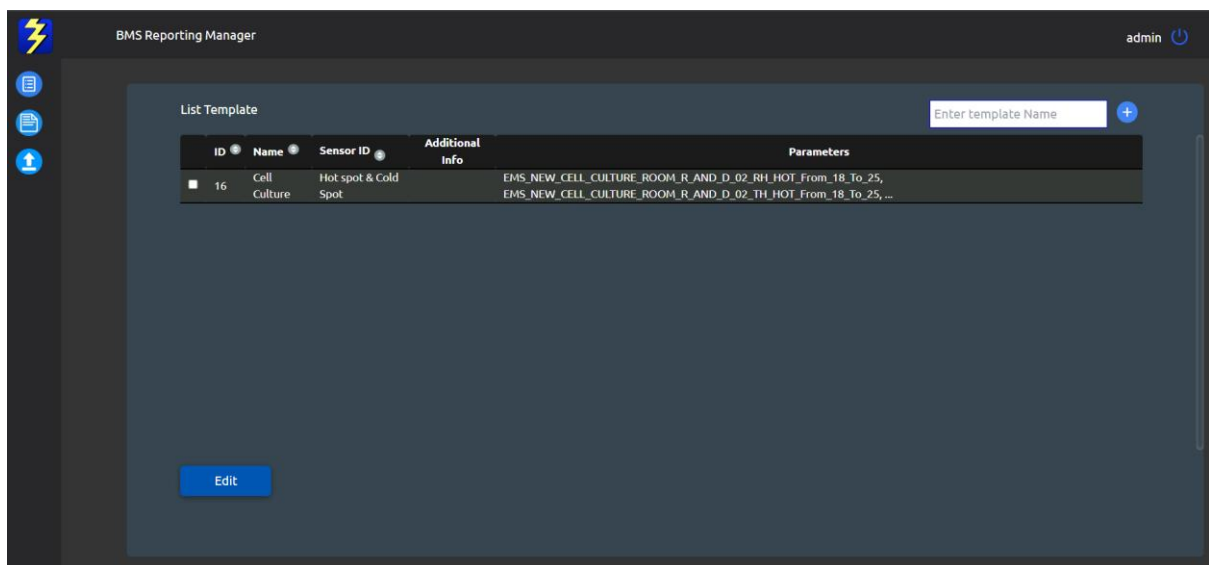 BMS Reporting Manager
admin
List Template
Enter template Name
ID Name Sensor ID Additional Info Parameters
16 Cell Culture Hot spot & Cold Spot EMS_NEW_CELL_CULTURE_ROOM_R_AND_D_02_RH_HOT_From_18_To_25,
EMS_NEW_CELL_CULTURE_ROOM_R_AND_D_02_TH_HOT_From_18_To_25, ...
Edit